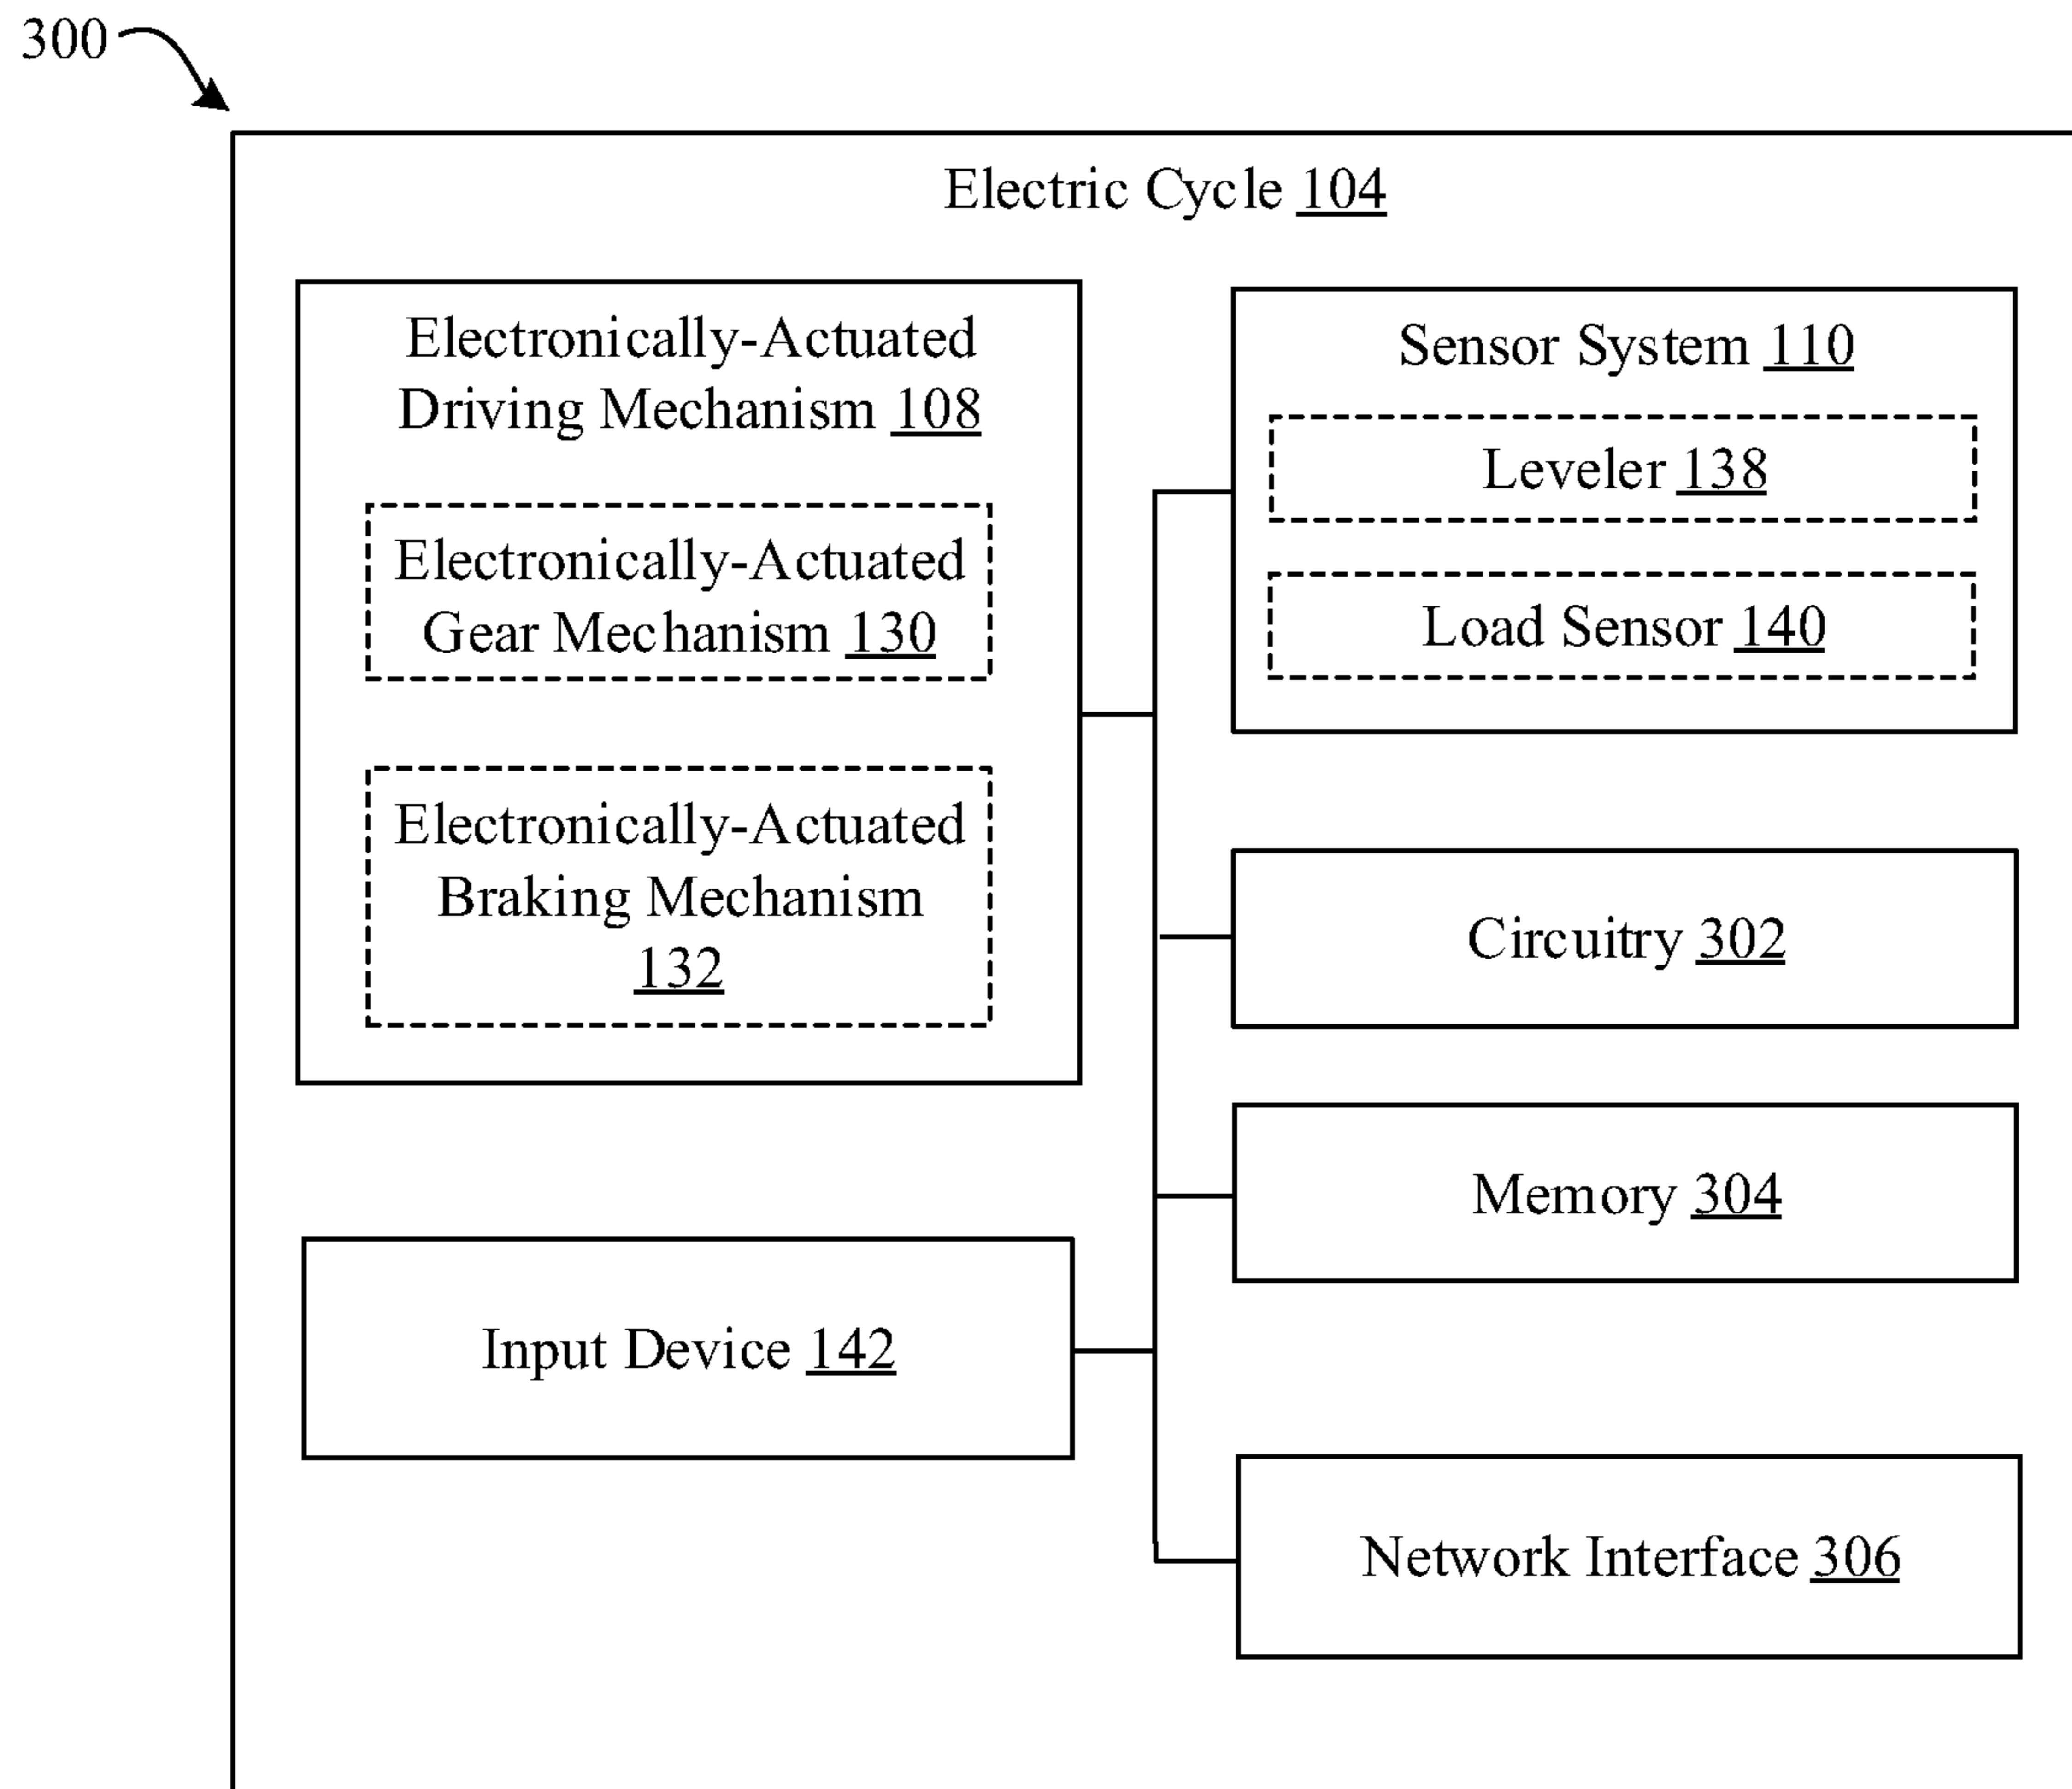 300
Electric Cycle 104
Electronically-Actuated
Driving Mechanism 108
Electronically-Actuated
Gear Mechanism 130
Electronically-Actuated
Braking Mechanism
132
Input Device 142
Sensor System 110
Leveler 138
Load Sensor 140
Circuitry 302
Memory 304
Network Interface 306